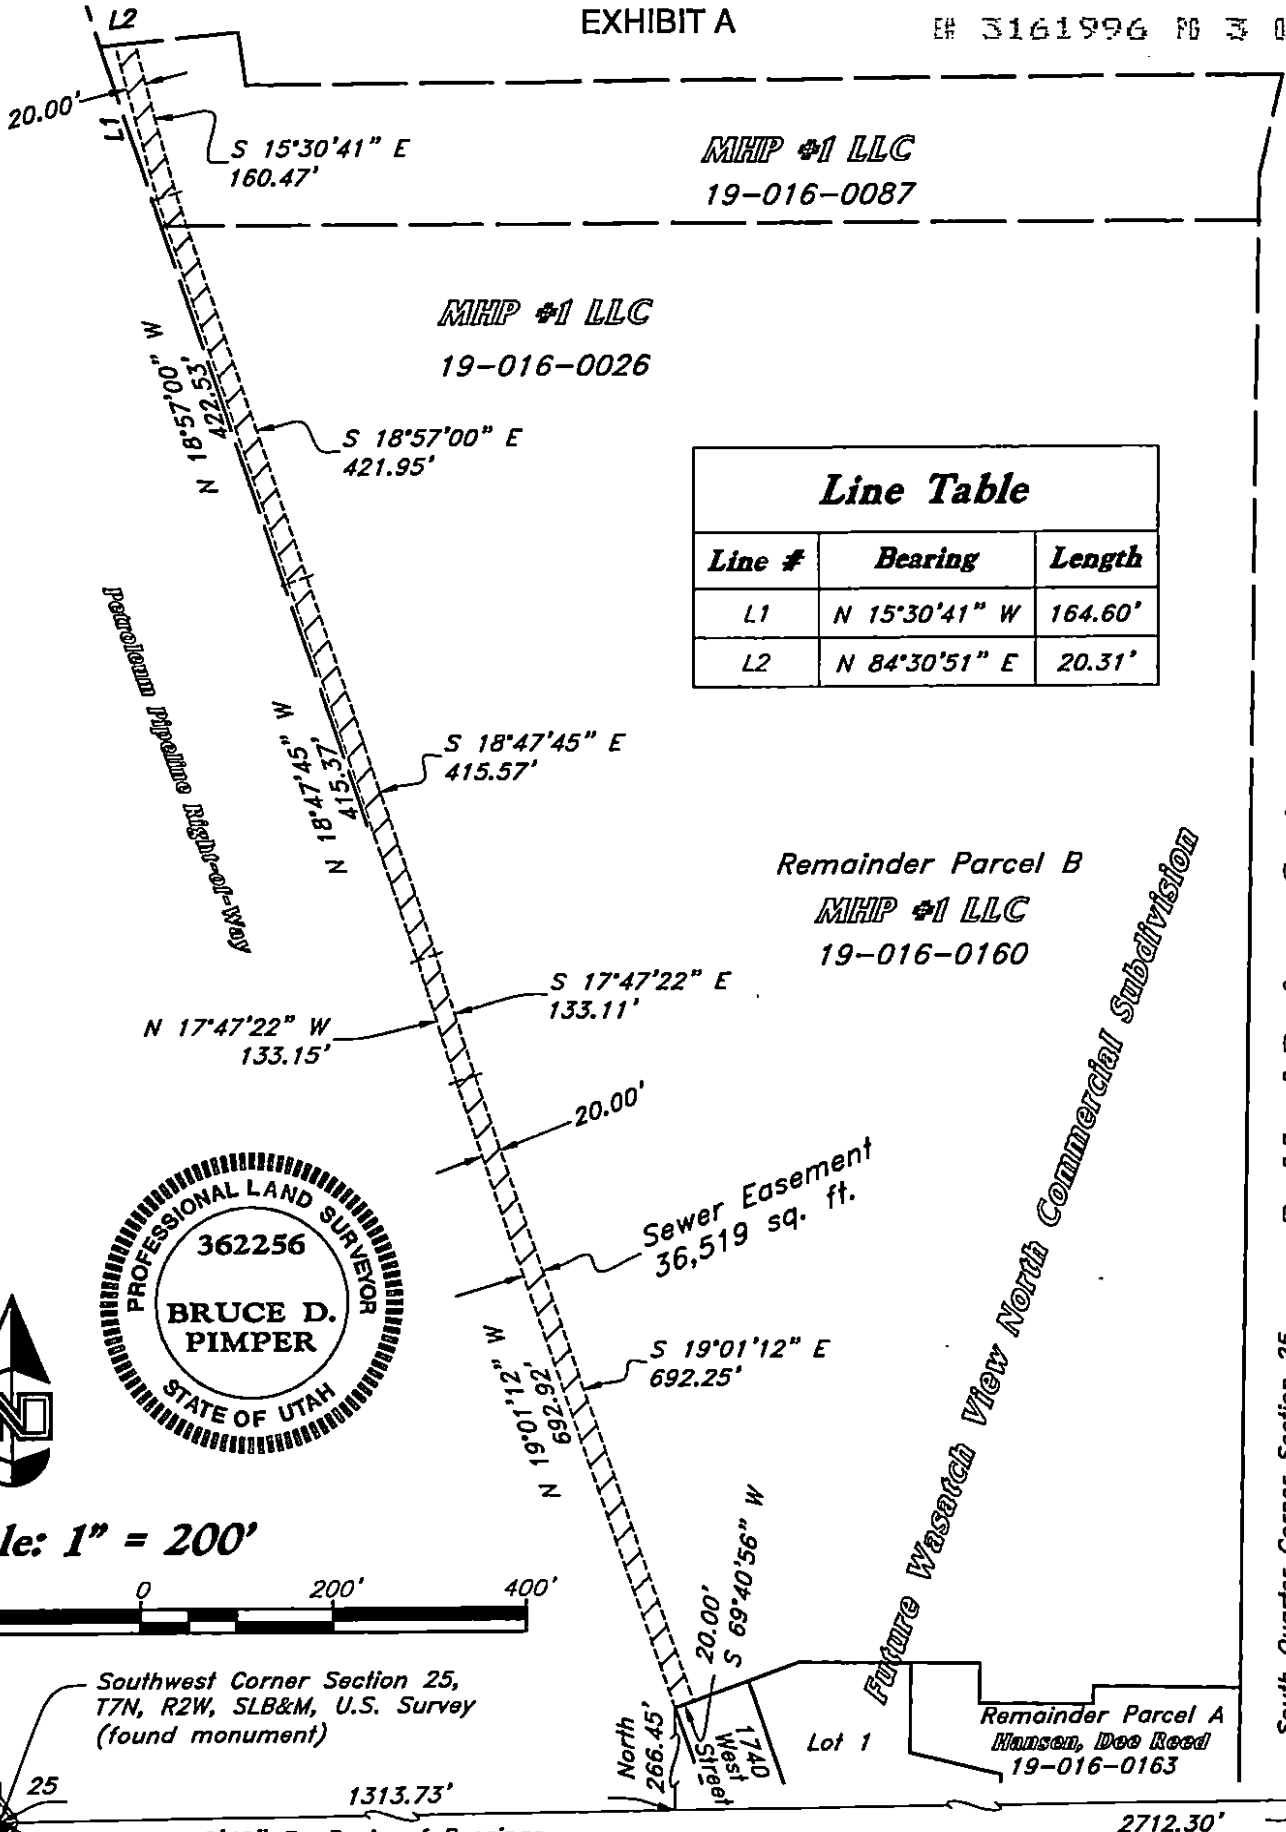 EXHIBIT A
E# 3161996 PG 3
L2
20.00'
L1
S 15°30'41" E
160.47'
MHP #1 LLC
19-016-0087
MHP #1 LLC
19-016-0026
N 18°57'00" W
422.53'
S 18°57'00" E
421.95'
Line Table
Line # Bearing Length
L1 N 15°30'41" W 164.60'
L2 N 84°30'51" E 20.31'
Petroleum Pipeline Right-of-Way
N 18°47'45" W
415.37'
S 18°47'45" E
415.57'
Remainder Parcel B
MHP #1 LLC
19-016-0160
Future Wasatch View North Commercial Subdivision
S 17°47'22" E
133.11'
N 17°47'22" W
133.15'
20.00'
Sewer Easement
36,519 sq. ft.
PROFESSIONAL LAND SURVEYOR
362256
BRUCE D.
PIMPER
STATE OF UTAH
N 19°01'12" W
692.92'
S 19°01'12" E
692.25'
le: 1" = 200'
0 200' 400'
20.00'
S 69°40'56" W
Southwest Corner Section 25,
T7N, R2W, SLB&M, U.S. Survey
(found monument)
North
266.45'
1740
West
Street
Lot 1
Remainder Parcel A
Hansen, Dee Reed
19-016-0163
25
1313.73'
2712.30'
South Quarter Corner Section 25